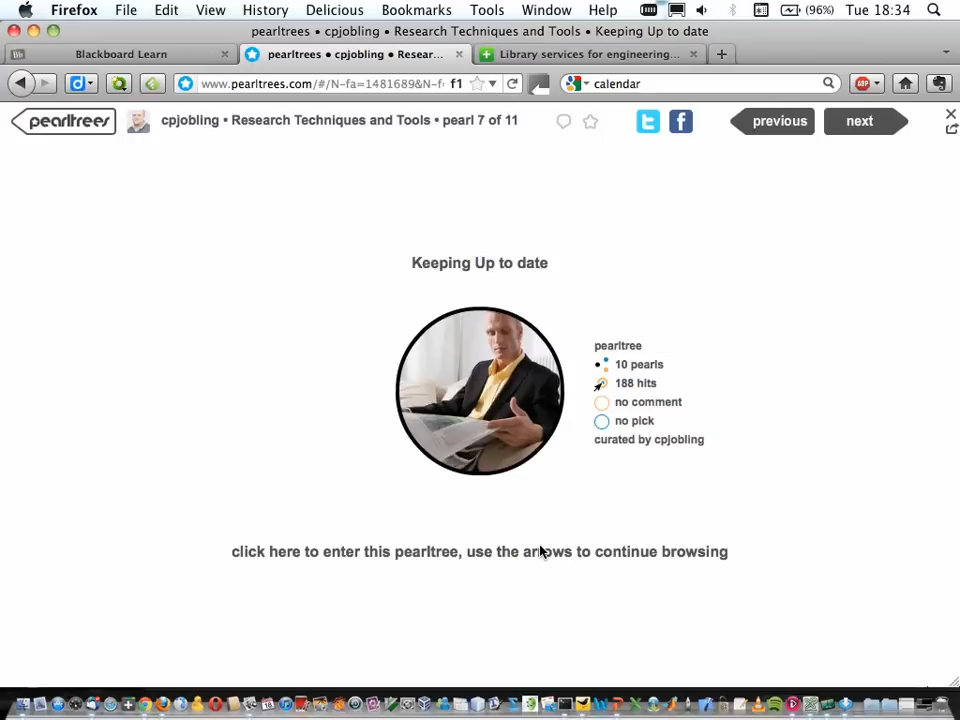 Firefox File Edit View History Delicious Bookmarks Tools Window Help (96%) Tue 18:34
pearltrees • cpjobling • Research Techniques and Tools • Keeping Up to date
Blackboard Learn
pearltrees • cpjobling • Resear...
Library services for engineering...
www.pearltrees.com/#/N-fa=1481689&N-f: f1
calendar
ABP
pearltrees
cpjobling • Research Techniques and Tools • pearl 7 of 11
previous
next
Keeping Up to date
pearltree
10 pearls
188 hits
no comment
no pick
curated by cpjobling
click here to enter this pearltree, use the arrows to continue browsing